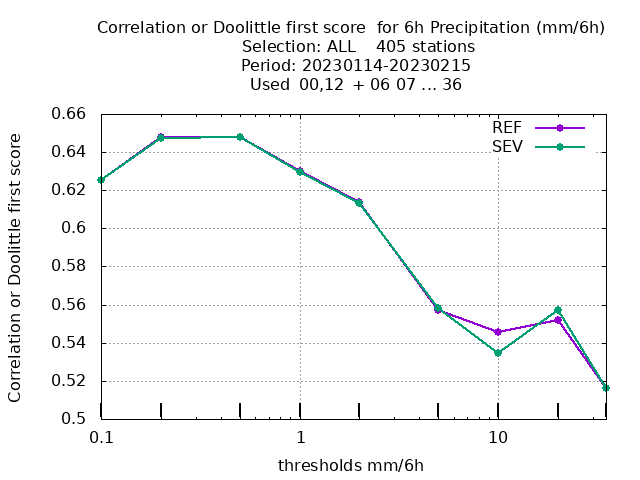 Correlation or Doolittle first score  for 6h Precipitation (mm/6h)
Selection: ALL    405 stations
Period: 20230114-20230215
Used  00,12  + 06 07 ... 36
Correlation or Doolittle first score
0.66
0.64
0.62
0.6
0.58
0.56
0.54
0.52
0.5
REF
SEV
0.1
1
10
thresholds mm/6h